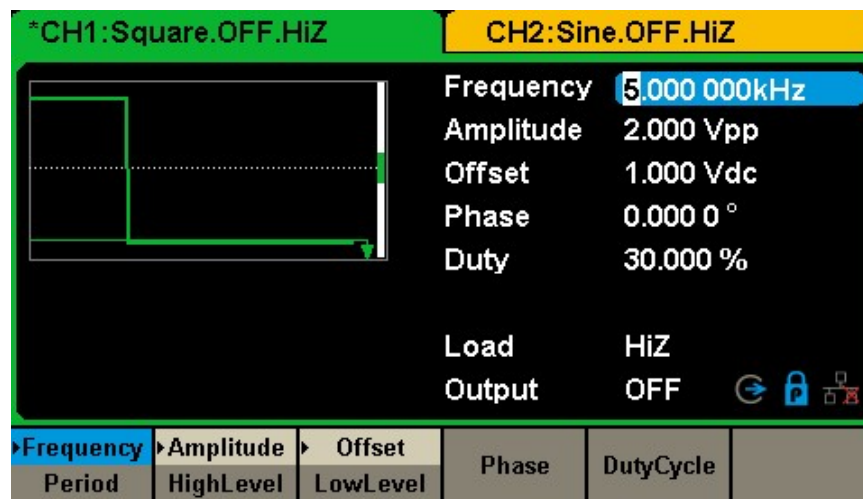 *CH1:Square.OFF.HiZ CH2:Sine.OFF.HiZ
Frequency 5.000 000kHz
Amplitude 2.000 Vpp
Offset 1.000 Vdc
Phase 0.000 0 °
Duty 30.000 %
Load HiZ
Output OFF P
Frequency Amplitude Offset Phase DutyCycle
Period HighLevel LowLevel